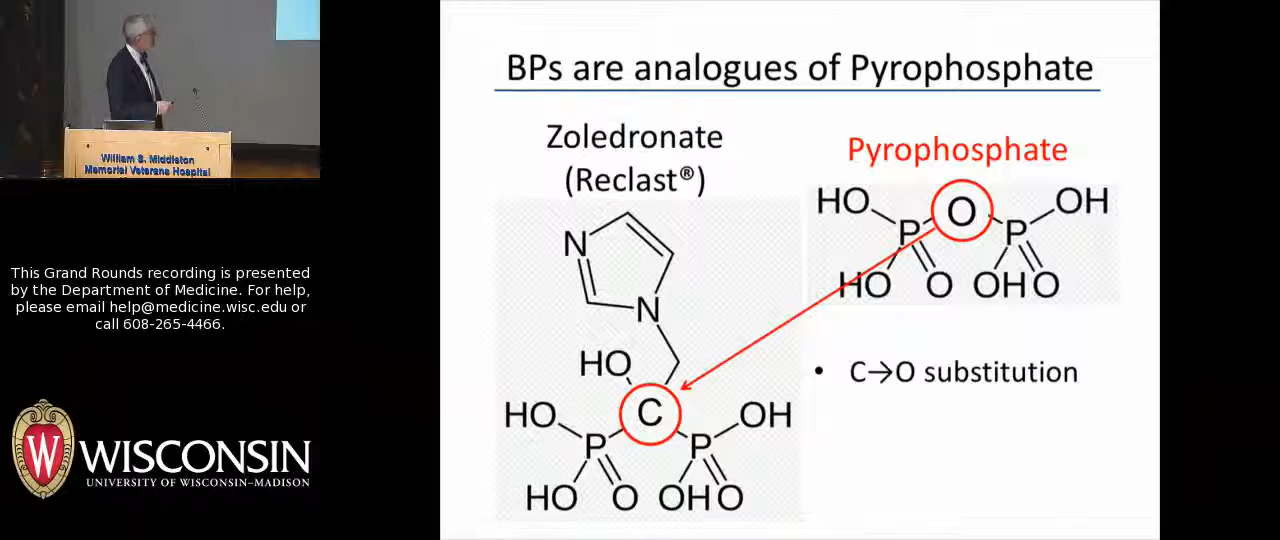 William S. Middleton
Memorial Veterans Hospital
This Grand Rounds recording is presented
by the Department of Medicine. For help,
please email help@medicine.wisc.edu or
call 608-265-4466.
W
WISCONSIN
UNIVERSITY OF WISCONSIN–MADISON
BPs are analogues of Pyrophosphate
Zoledronate
(Reclast®)
N
N
HO
HO C OH
P P
HO O OH O
Pyrophosphate
HO O OH
P P
HO O OH O
• C→O substitution